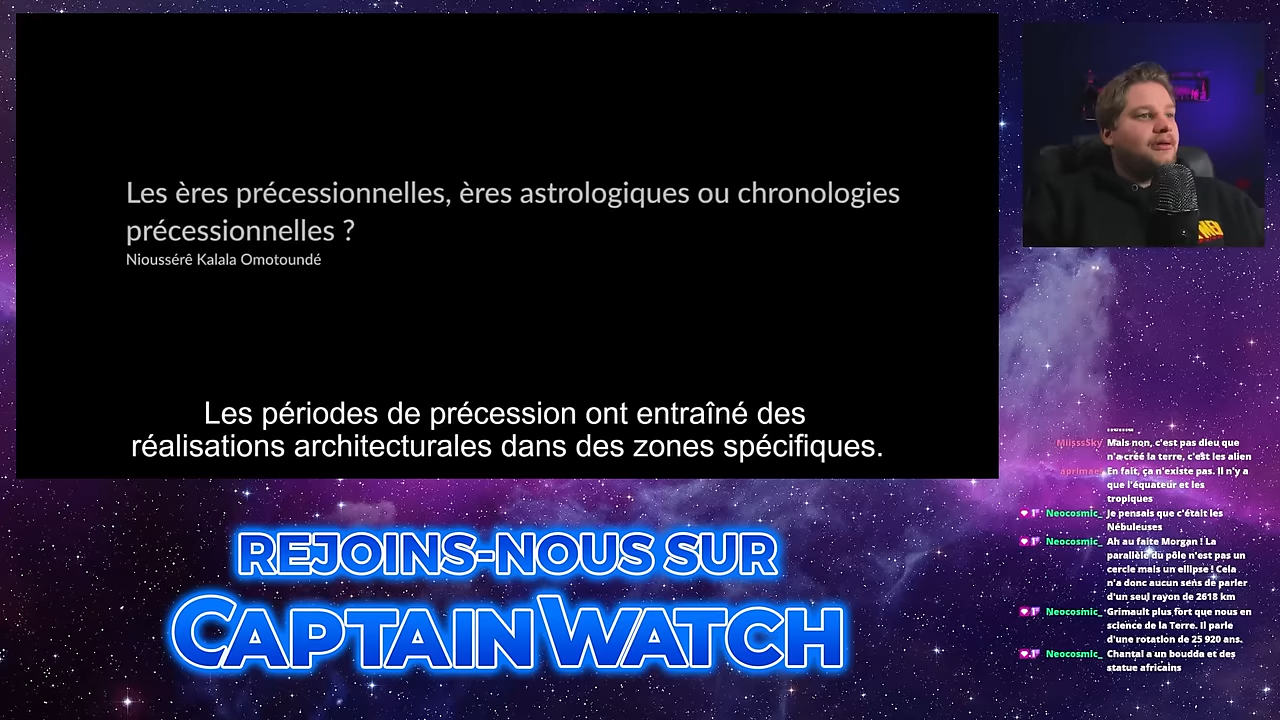 Les ères précessionnelles, ères astrologiques ou chronologies
précessionnelles ?
Nioussérê Kalala Omotoundé
Les périodes de précession ont entraîné des
réalisations architecturales dans des zones spécifiques.
REJOINS-NOUS SUR
CAPTAINWATCH
MiisssSky Mais non, c'est pas dieu que
n'a créé la terre, c'est les alien
aprimael En fait, ça n'existe pas. Il n'y a
que l'équateur et les
tropiques
Neocosmic_ Je pensais que c'était les
Nébuleuses
Neocosmic_ Ah au faite Morgan ! La
parallèle du pôle n'est pas un
cercle mais un ellipse ! Cela
n'a donc aucun sens de parler
d'un seul rayon de 2618 km
Neocosmic_ Grimault plus fort que nous en
science de la Terre. Il parle
d'une rotation de 25 920 ans.
Neocosmic_ Chantal a un boudda et des
statue africains